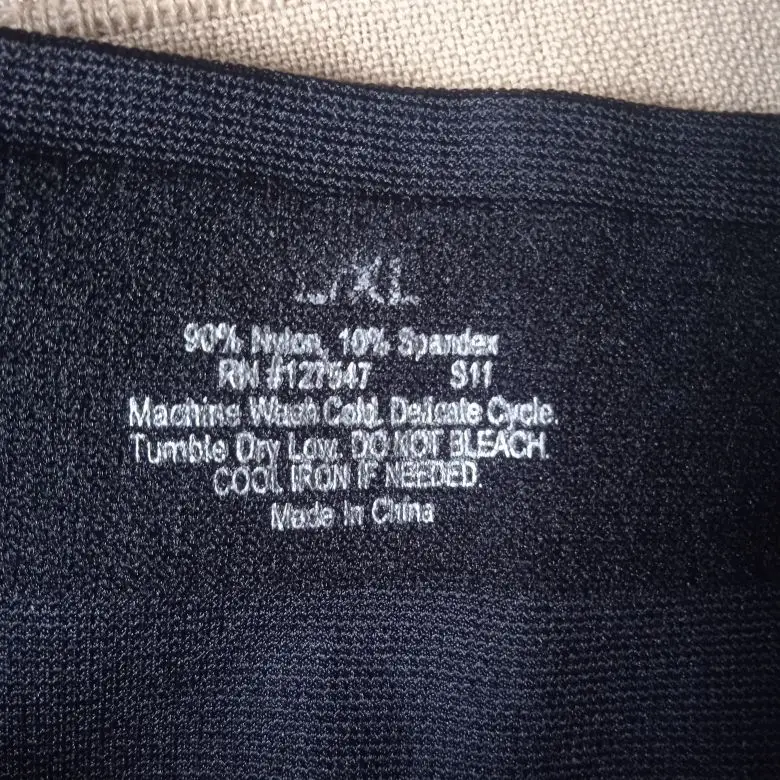 L/XL
90% Nylon, 10% Spandex
RN #127547 S11
Machine Wash Cold. Delicate Cycle.
Tumble Dry Low. DO NOT BLEACH.
COOL IRON IF NEEDED.
Made In China